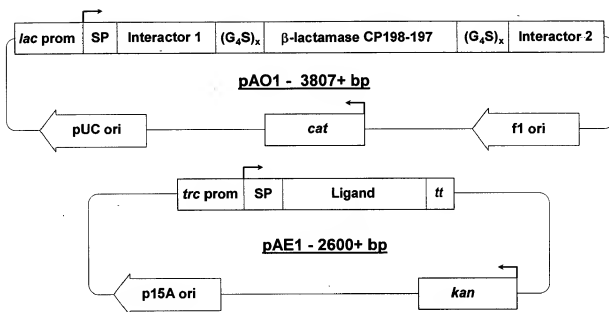 lac prom SP Interactor 1 (G₄S)ₓ β-lactamase CP198-197 (G₄S)ₓ Interactor 2
pAO1 - 3807+ bp
pUC ori cat f1 ori
trc prom SP Ligand tt
pAE1 - 2600+ bp
p15A ori kan